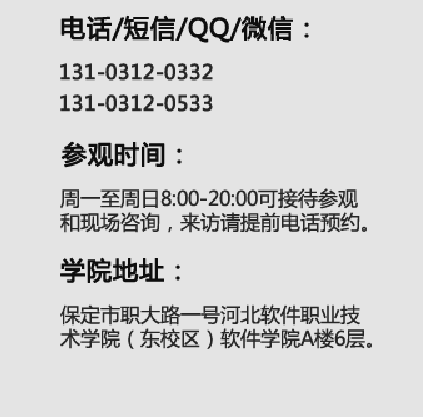 电话/短信/QQ/微信：
131-0312-0332
131-0312-0533
参观时间：
周一至周日8:00-20:00可接待参观
和现场咨询，来访请提前电话预约。
学院地址：
保定市职大路一号河北软件职业技
术学院（东校区）软件学院A楼6层。